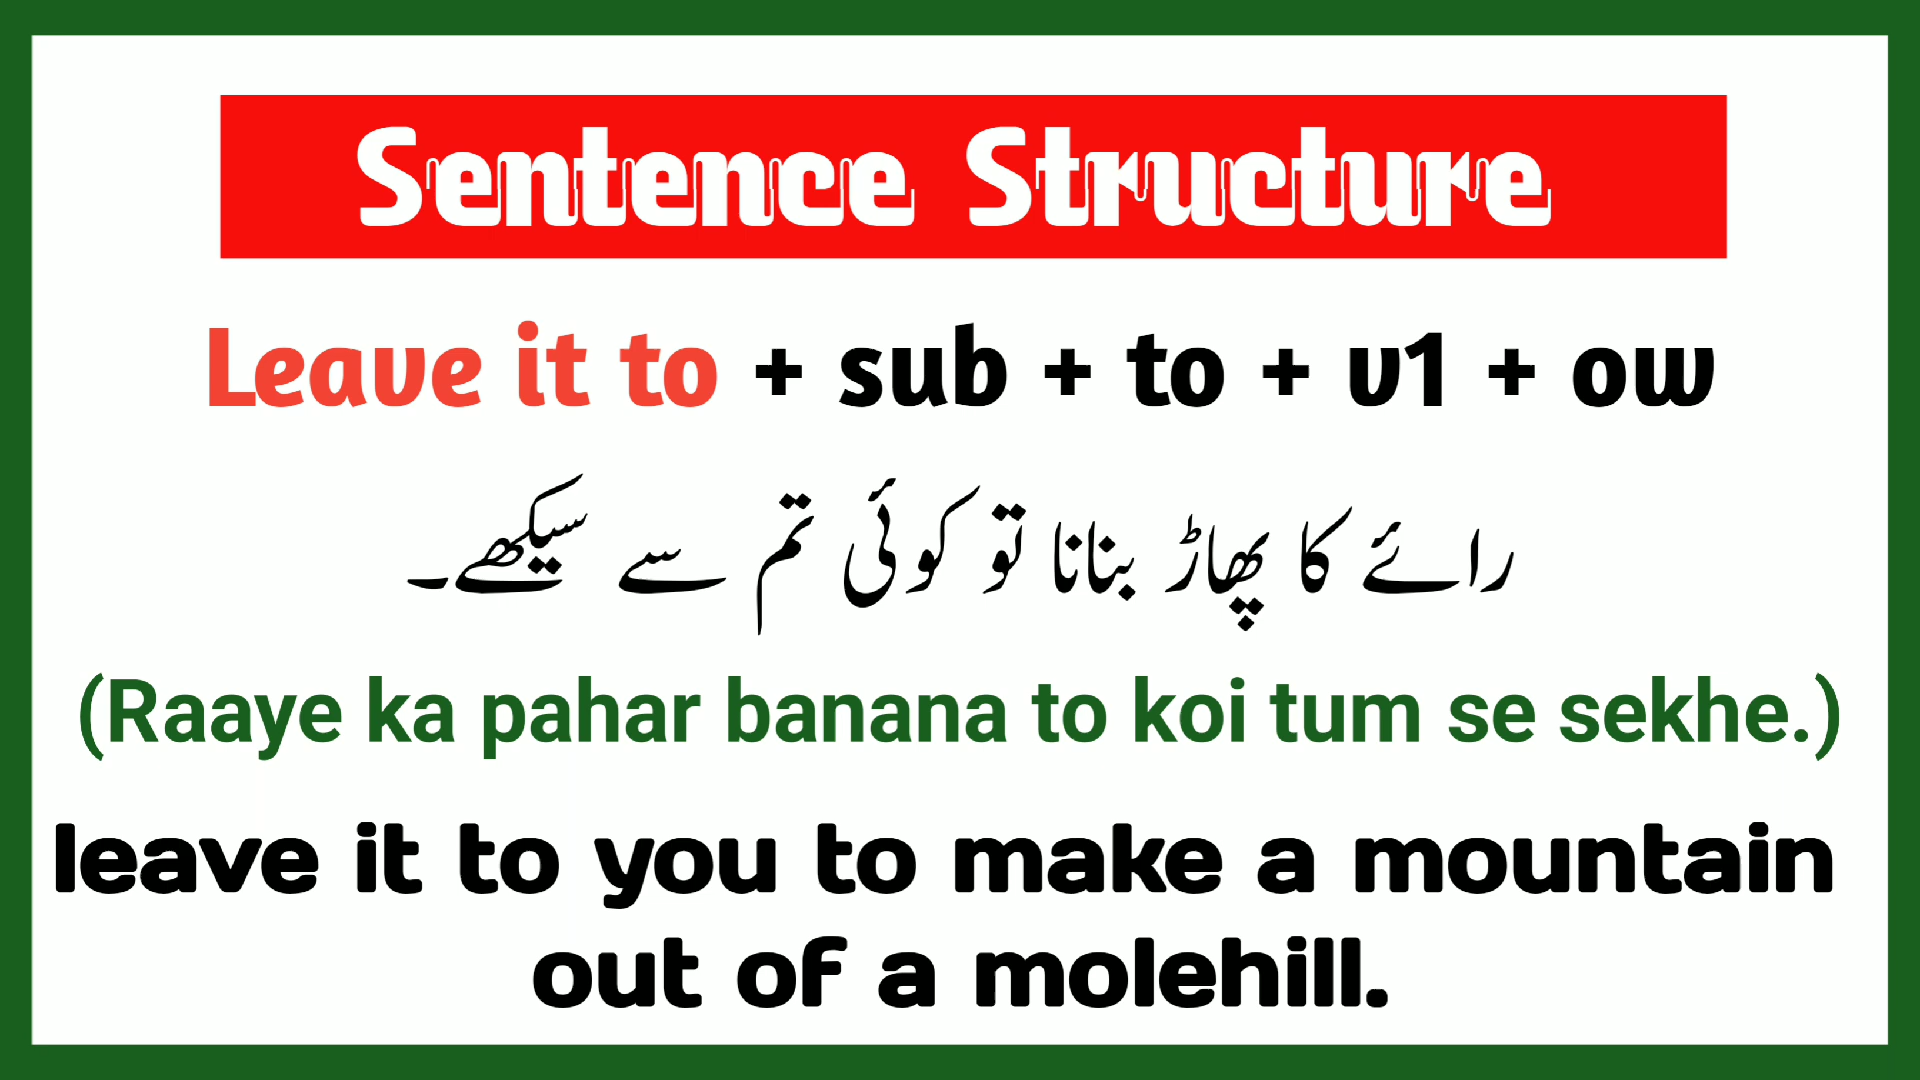 Sentence Structure
Leave it to + sub + to + v1 + ow
رائے کا پھاڑ بنانا تو کوئی تم سے سیکھے۔
(Raaye ka pahar banana to koi tum se sekhe.)
leave it to you to make a mountain
out of a molehill.